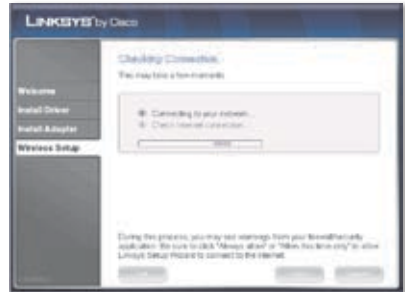 LINKSYS by Cisco
Checking Connection
This may take a few moments.
Welcome
Install Driver
Install Adapter
Wireless Setup
Connecting to your network...
Check Internet connection...
During this process, you may see warnings from your firewall/security
application. Be sure to click "Always allow" or "Allow this time only" to allow
Linksys Setup Wizard to connect to the Internet.